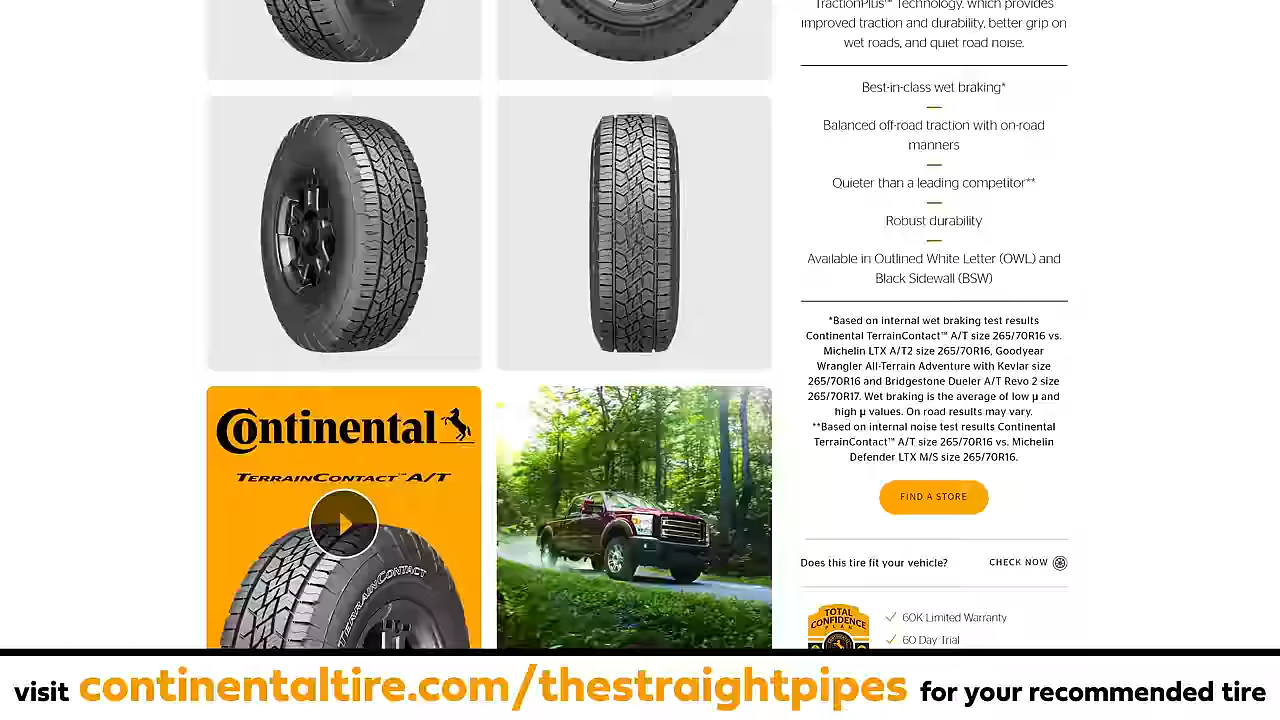 TractionPlus™ Technology, which provides
improved traction and durability, better grip on
wet roads, and quiet road noise.
Best-in-class wet braking*
Balanced off-road traction with on-road
manners
Quieter than a leading competitor**
Robust durability
Available in Outlined White Letter (OWL) and
Black Sidewall (BSW)
*Based on internal wet braking test results
Continental TerrainContact™ A/T size 265/70R16 vs.
Michelin LTX A/T2 size 265/70R16, Goodyear
Wrangler All-Terrain Adventure with Kevlar size
265/70R16 and Bridgestone Dueler A/T Revo 2 size
265/70R17. Wet braking is the average of low μ and
high μ values. On road results may vary.
**Based on internal noise test results Continental
TerrainContact™ A/T size 265/70R16 vs. Michelin
Defender LTX M/S size 265/70R16.
FIND A STORE
Does this tire fit your vehicle?
CHECK NOW
TOTAL
CONFIDENCE
PLAN
60K Limited Warranty
60 Day Trial
Continental
TERRAINCONTACT™ A/T
TERRAINCONTACT
visit continentaltire.com/thestraightpipes for your recommended tire